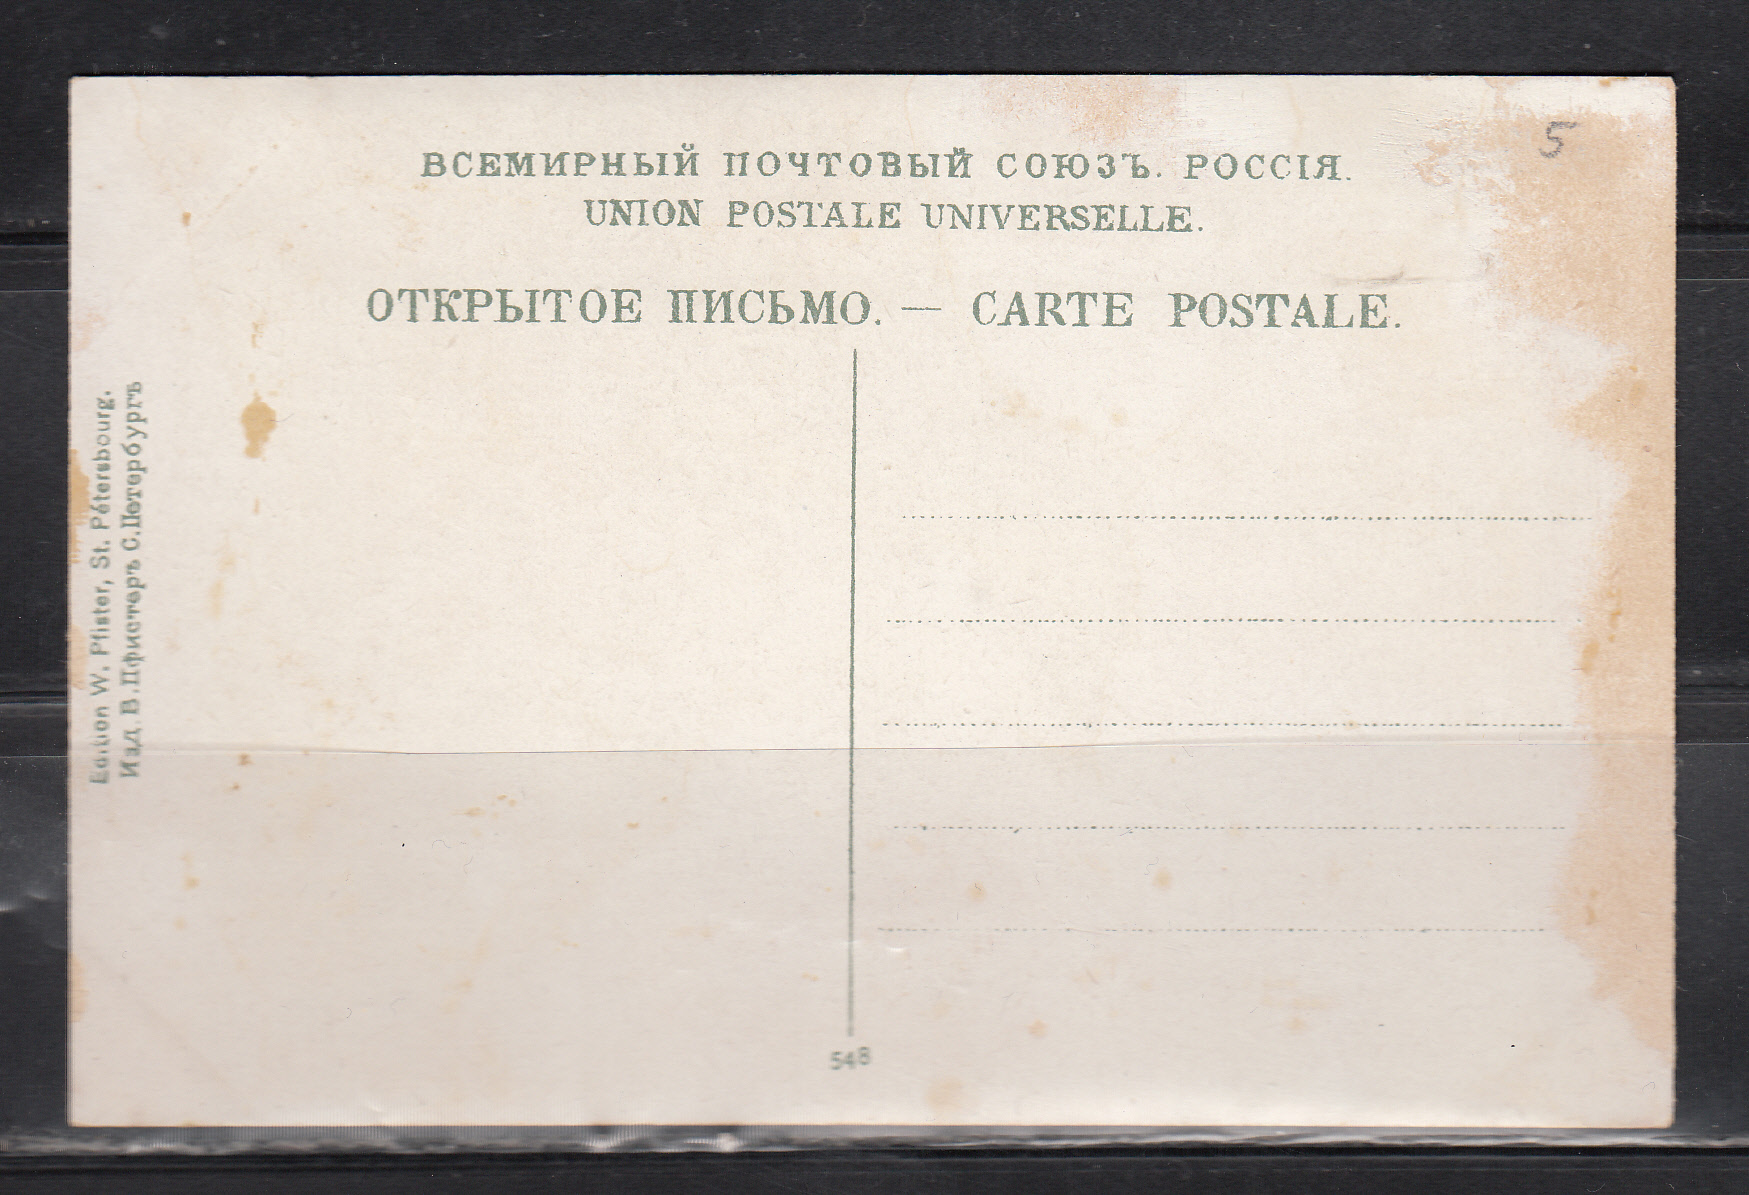 5
ВСЕМИРНЫЙ ПОЧТОВЫЙ СОЮЗЪ. РОССІЯ.
UNION POSTALE UNIVERSELLE.
ОТКРЫТОЕ ПИСЬМО. — CARTE POSTALE.
Edition W. Pfister, St. Pétersbourg.
Изд. В.Пфистеръ С.Петербургъ
548